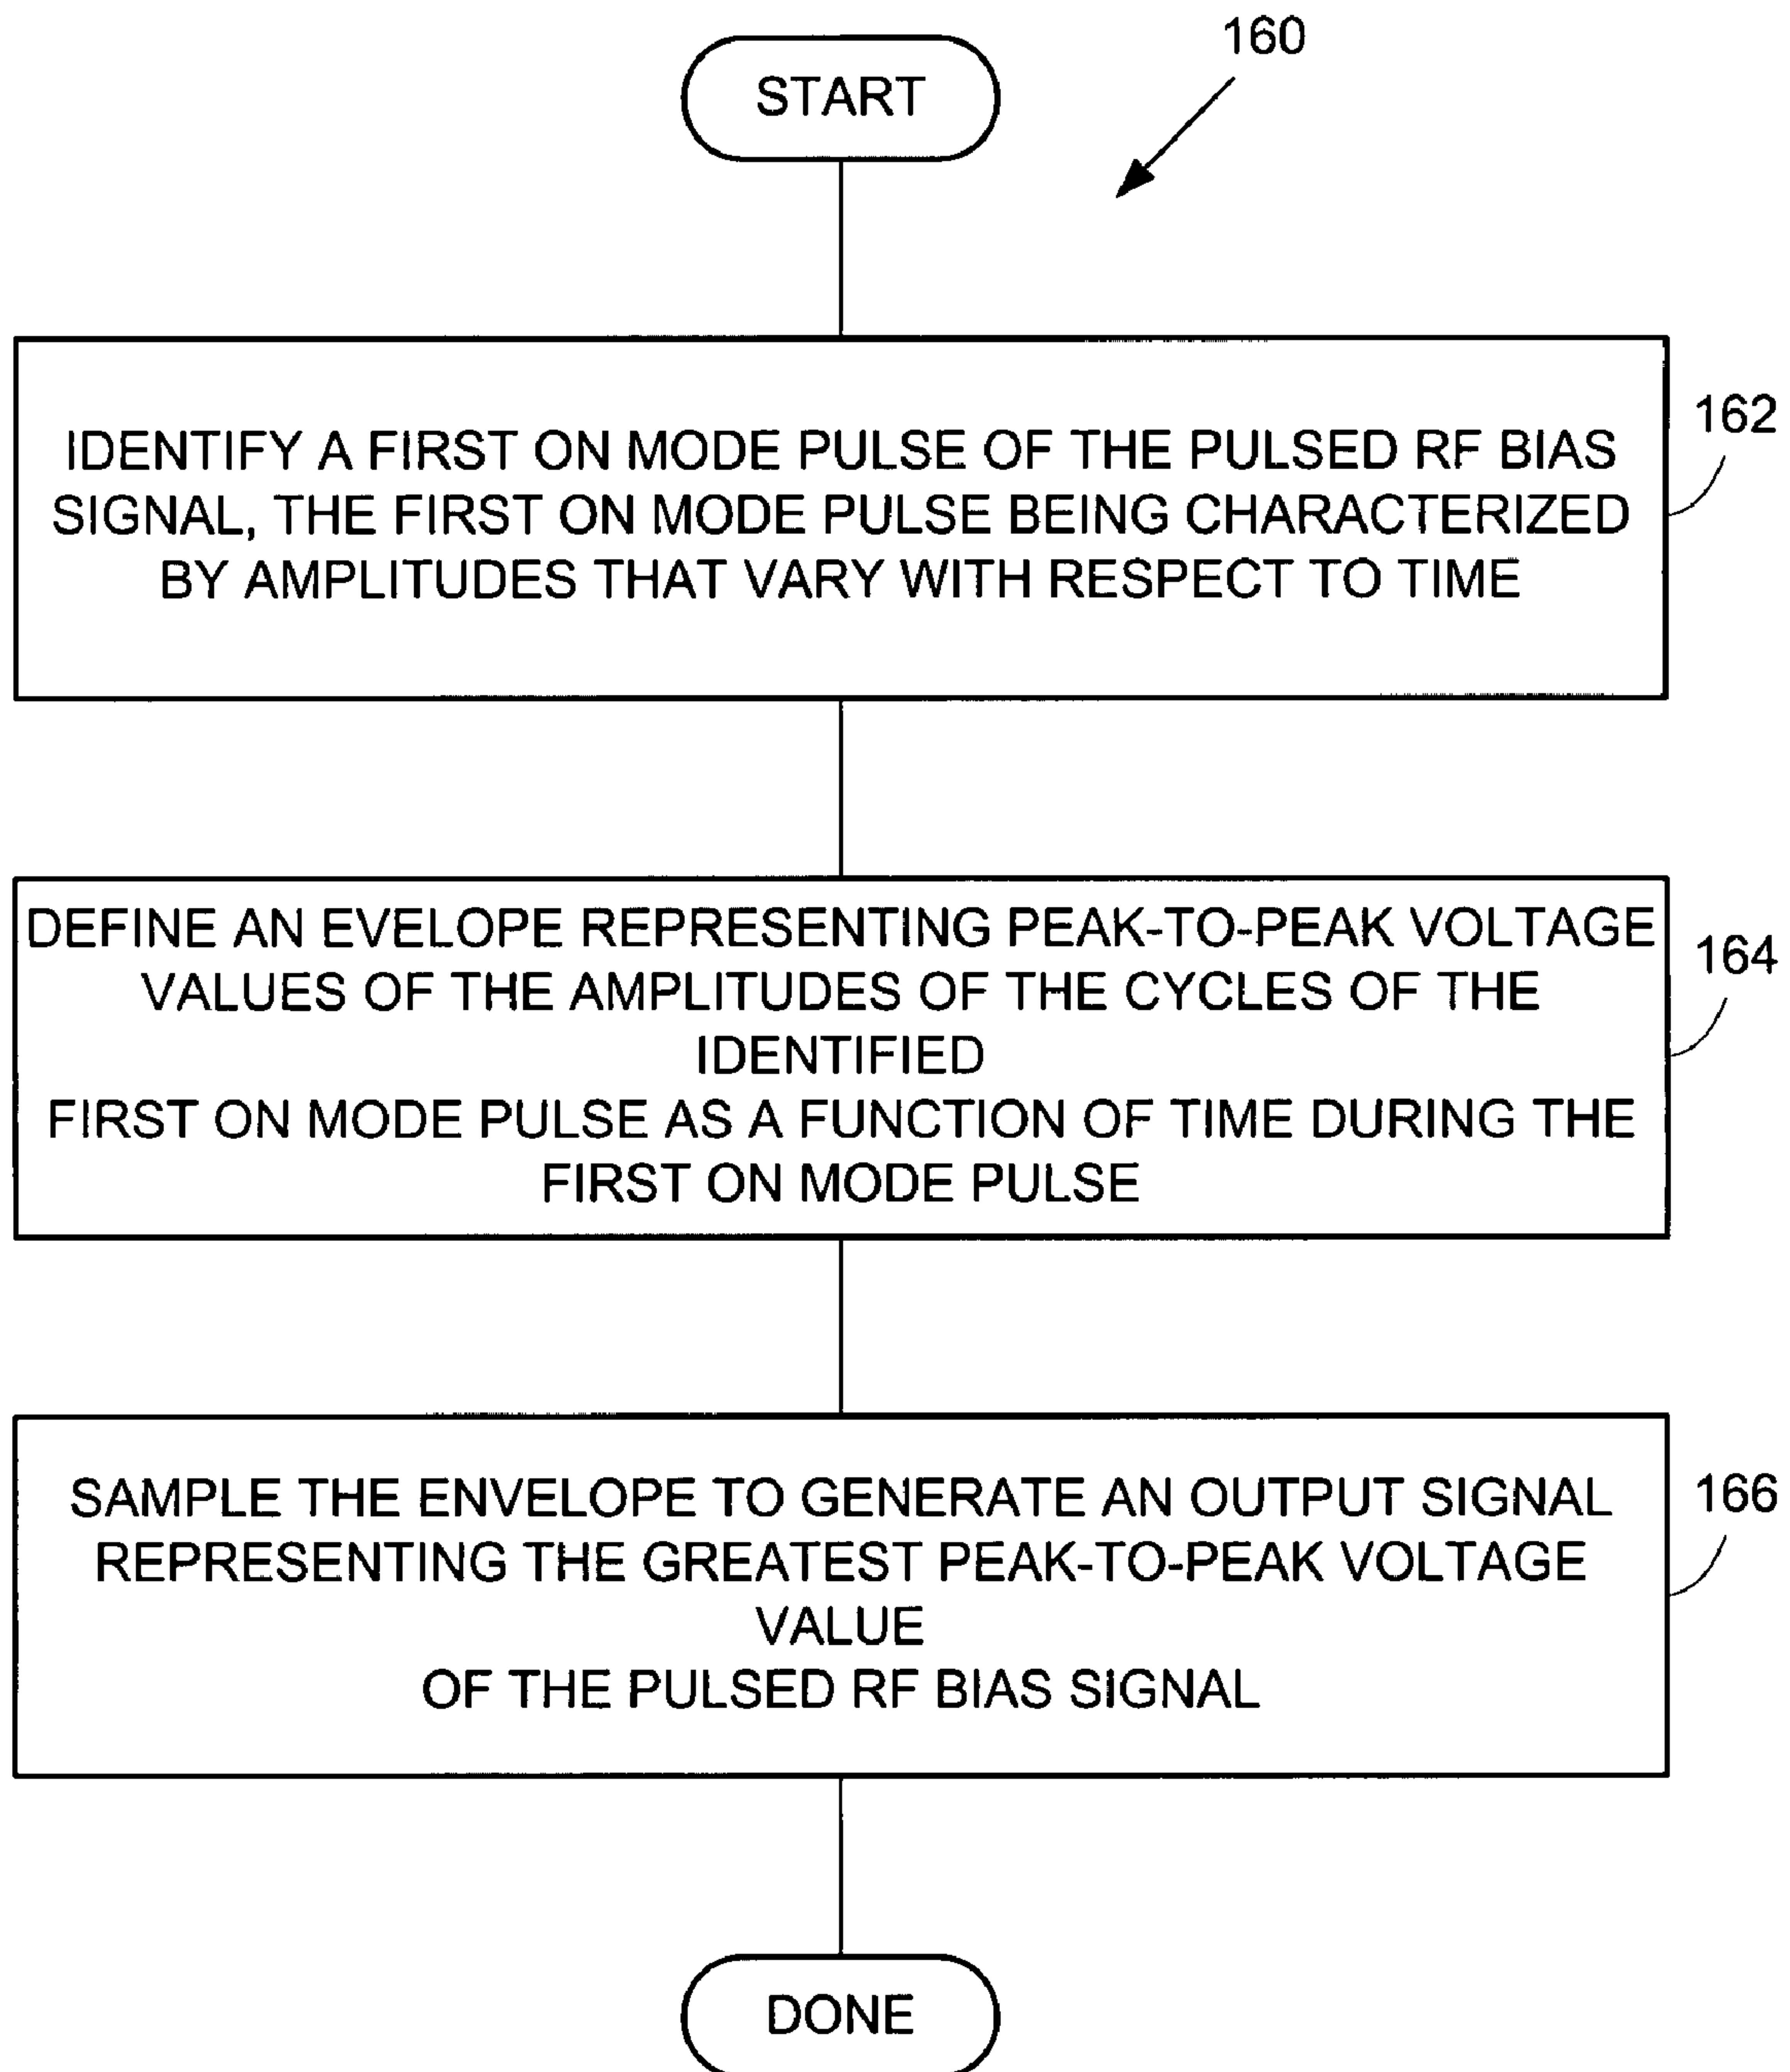 160
START
162
IDENTIFY A FIRST ON MODE PULSE OF THE PULSED RF BIAS
SIGNAL, THE FIRST ON MODE PULSE BEING CHARACTERIZED
BY AMPLITUDES THAT VARY WITH RESPECT TO TIME
164
DEFINE AN EVELOPE REPRESENTING PEAK-TO-PEAK VOLTAGE
VALUES OF THE AMPLITUDES OF THE CYCLES OF THE
IDENTIFIED
FIRST ON MODE PULSE AS A FUNCTION OF TIME DURING THE
FIRST ON MODE PULSE
166
SAMPLE THE ENVELOPE TO GENERATE AN OUTPUT SIGNAL
REPRESENTING THE GREATEST PEAK-TO-PEAK VOLTAGE
VALUE
OF THE PULSED RF BIAS SIGNAL
DONE